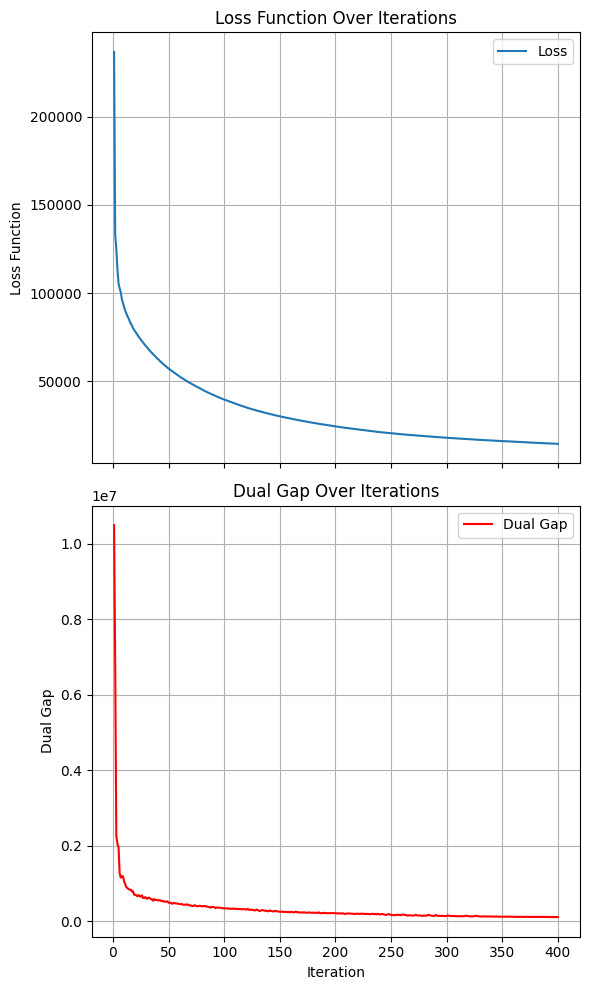 Loss Function Over Iterations
Loss
200000
150000
100000
50000
Loss Function
Dual Gap Over Iterations
1e7
Dual Gap
1.0
0.8
0.6
0.4
0.2
0.0
Dual Gap
0 50 100 150 200 250 300 350 400
Iteration